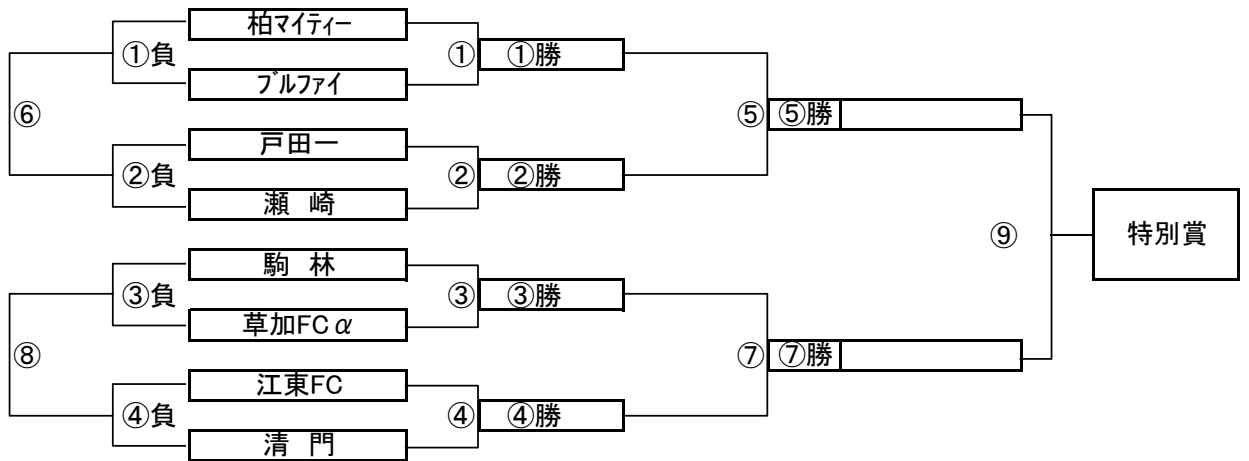 柏マイティー
①負
①
①勝
ブルファイ
⑥
⑤
⑤勝
戸田一
②負
②
②勝
瀬 崎
⑨
特別賞
駒 林
③負
③
③勝
草加FCα
⑧
⑦
⑦勝
江東FC
④負
④
④勝
清 門